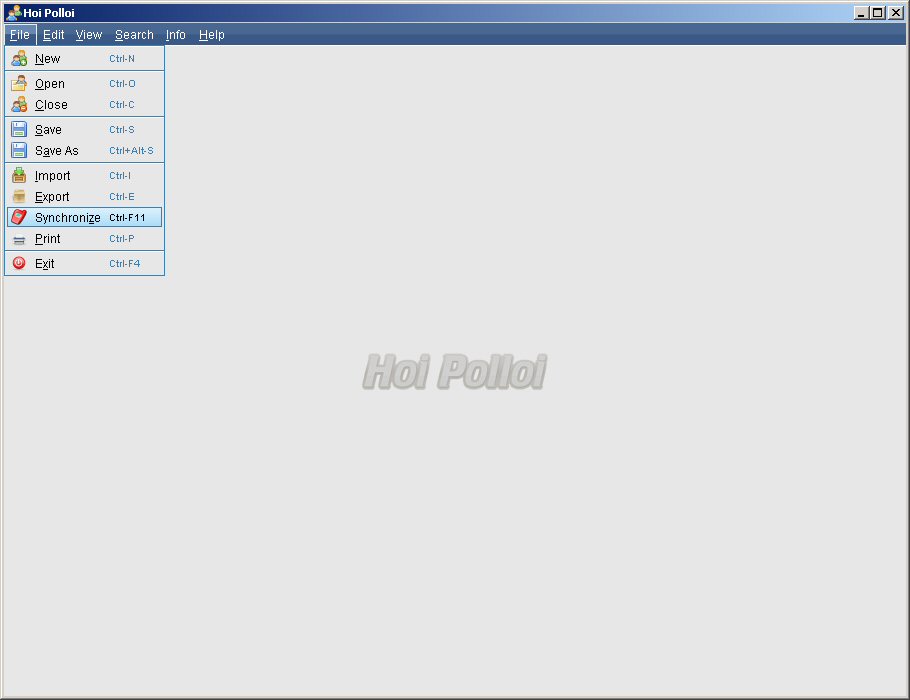 Hoi Polloi
File Edit View Search Info Help
New Ctrl-N
Open Ctrl-O
Close Ctrl-C
Save Ctrl-S
Save As Ctrl+Alt-S
Import Ctrl-I
Export Ctrl-E
Synchronize Ctrl-F11
Print Ctrl-P
Exit Ctrl-F4
Hoi Polloi